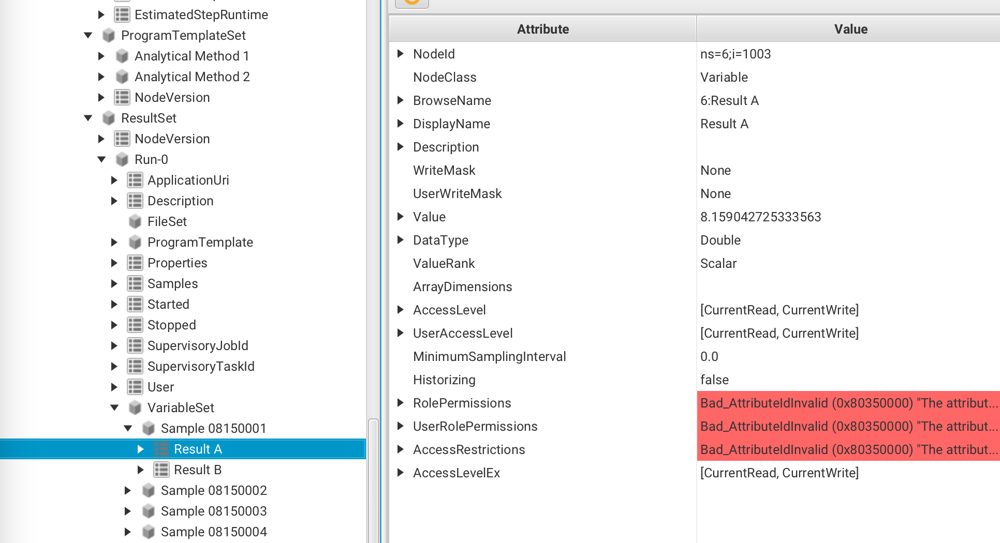 EstimatedStepRuntime
ProgramTemplateSet
Analytical Method 1
Analytical Method 2
NodeVersion
ResultSet
NodeVersion
Run-0
ApplicationUri
Description
FileSet
ProgramTemplate
Properties
Samples
Started
Stopped
SupervisoryJobId
SupervisoryTaskId
User
VariableSet
Sample 08150001
Result A
Result B
Sample 08150002
Sample 08150003
Sample 08150004
Attribute Value
NodeId ns=6;i=1003
NodeClass Variable
BrowseName 6:Result A
DisplayName Result A
Description
WriteMask None
UserWriteMask None
Value 8.159042725333563
DataType Double
ValueRank Scalar
ArrayDimensions
AccessLevel [CurrentRead, CurrentWrite]
UserAccessLevel [CurrentRead, CurrentWrite]
MinimumSamplingInterval 0.0
Historizing false
RolePermissions Bad_AttributeIdInvalid (0x80350000) "The attribut...
UserRolePermissions Bad_AttributeIdInvalid (0x80350000) "The attribut...
AccessRestrictions Bad_AttributeIdInvalid (0x80350000) "The attribut...
AccessLevelEx [CurrentRead, CurrentWrite]